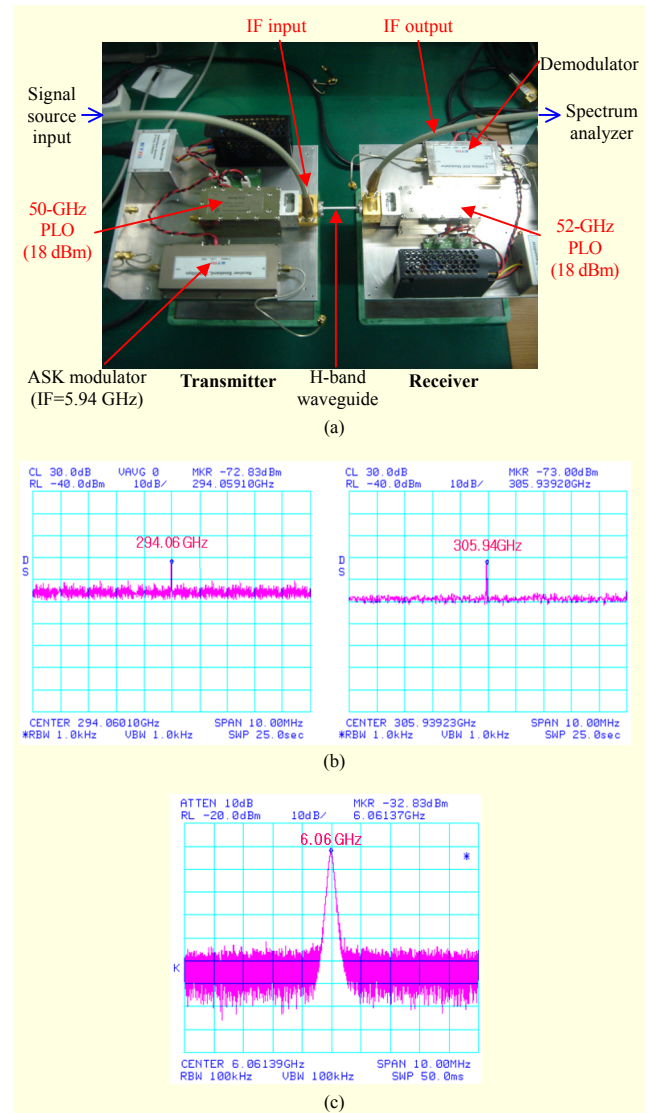 IF input
IF output
Demodulator
Signal source input
Spectrum analyzer
50-GHz PLO (18 dBm)
52-GHz PLO (18 dBm)
ASK modulator (IF=5.94 GHz)
Transmitter
H-band waveguide
Receiver
(a)
CL 30.0dB VAVG 0 MKR -72.83dBm
RL -40.0dBm 10dB/ 294.05910GHz
294.06 GHz
D
S
CENTER 294.06010GHz SPAN 10.00MHz
*RBW 1.0kHz VBW 1.0kHz SWP 25.0sec
CL 30.0dB MKR -73.00dBm
RL -40.0dBm 10dB/ 305.93920GHz
305.94GHz
D
S
CENTER 305.93923GHz SPAN 10.00MHz
*RBW 1.0kHz VBW 1.0kHz SWP 25.0sec
(b)
ATTEN 10dB MKR -32.83dBm
RL -20.0dBm 10dB/ 6.06137GHz
6.06 GHz
*
K
CENTER 6.06139GHz SPAN 10.00MHz
RBW 100kHz VBW 100kHz SWP 50.0ms
(c)